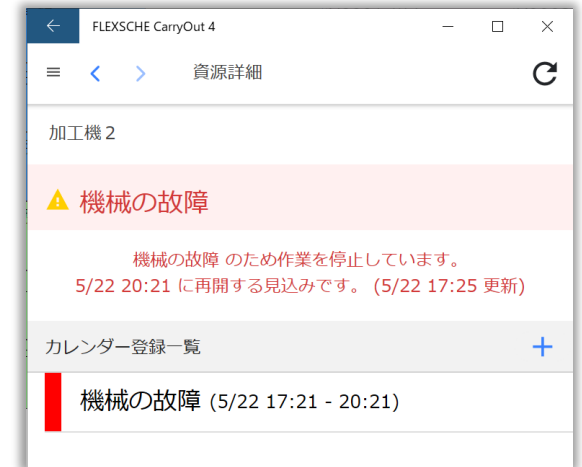 FLEXSCHE CarryOut 4
資源詳細
加工機２
機械の故障
機械の故障 のため作業を停止しています。
5/22 20:21 に再開する見込みです。 (5/22 17:25 更新)
カレンダー登録一覧
機械の故障 (5/22 17:21 - 20:21)